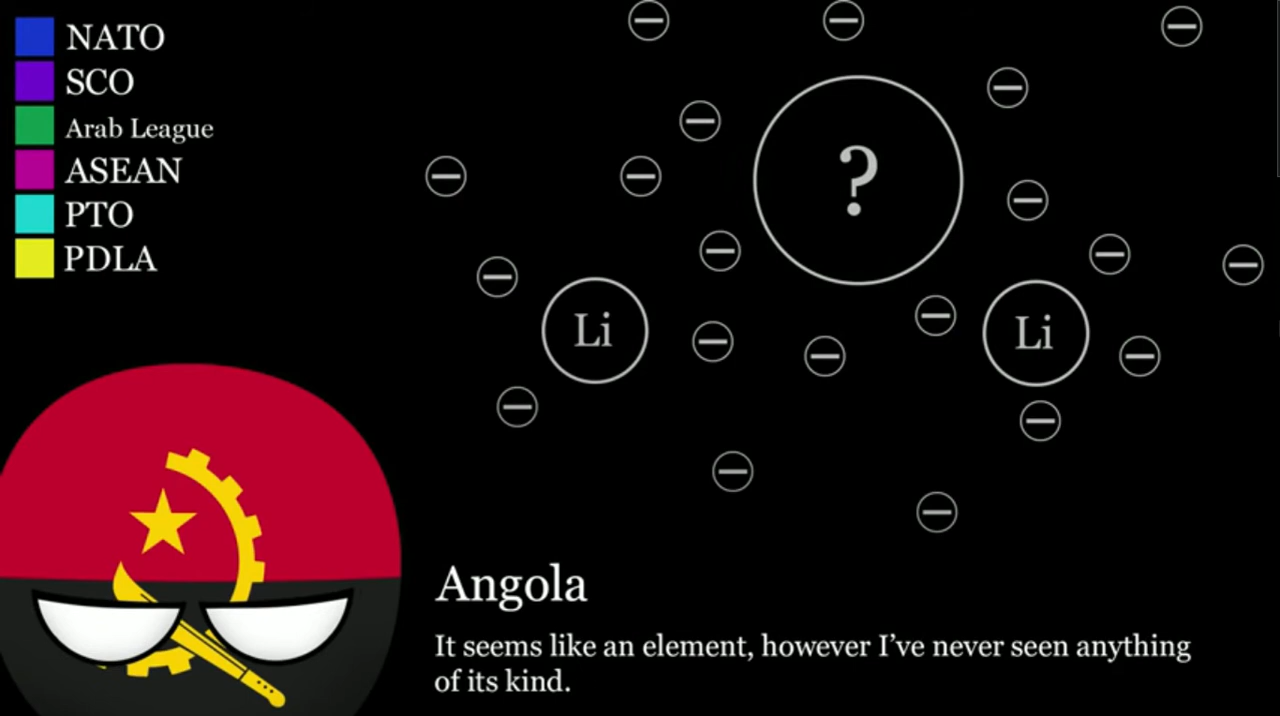 NATO
SCO
Arab League
ASEAN
PTO
PDLA
?
Li
Li
Angola
It seems like an element, however I’ve never seen anything
of its kind.